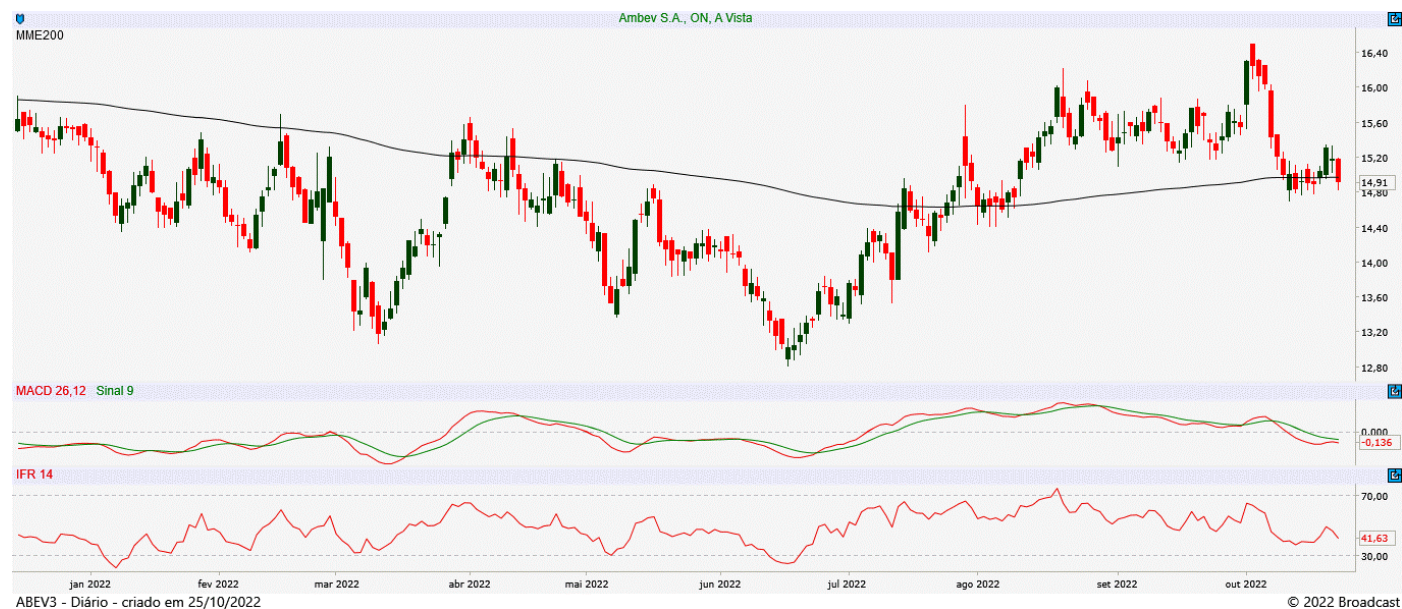 Ambev S.A., ON, A Vista
MME200
16,40
16,00
15,60
15,20
14,91
14,80
14,40
14,00
13,60
13,20
12,80
MACD 26,12 Sinal 9
0,000
-0,136
IFR 14
70,00
41,63
30,00
jan 2022 fev 2022 mar 2022 abr 2022 mai 2022 jun 2022 jul 2022 ago 2022 set 2022 out 2022
ABEV3 - Diário - criado em 25/10/2022 © 2022 Broadcast